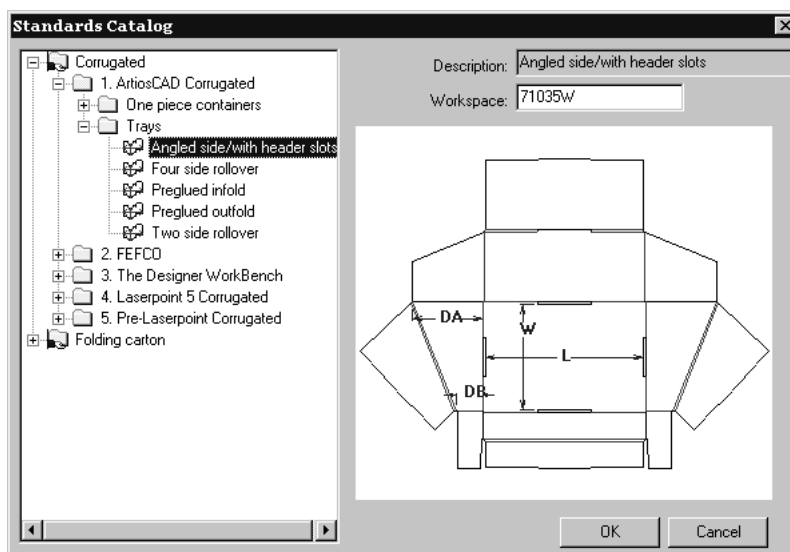 Standards Catalog
Corrugated
1. ArtiosCAD Corrugated
One piece containers
Trays
Angled side/with header slots
Four side rollover
Preglued infold
Preglued outfold
Two side rollover
2. FEFCO
3. The Designer WorkBench
4. Laserpoint 5 Corrugated
5. Pre-Laserpoint Corrugated
Folding carton
Description: Angled side/with header slots
Workspace: 71035W
DA
W
L
DB
OK
Cancel